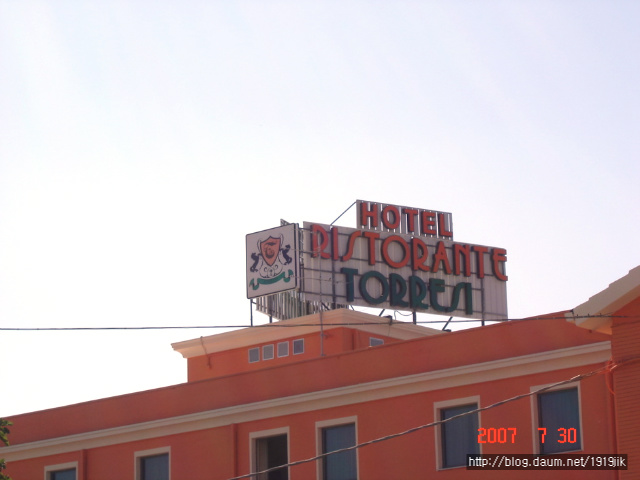 HOTEL
RISTORANTE
TORRESI
2007 7 30
http://blog.daum.net/1919jik